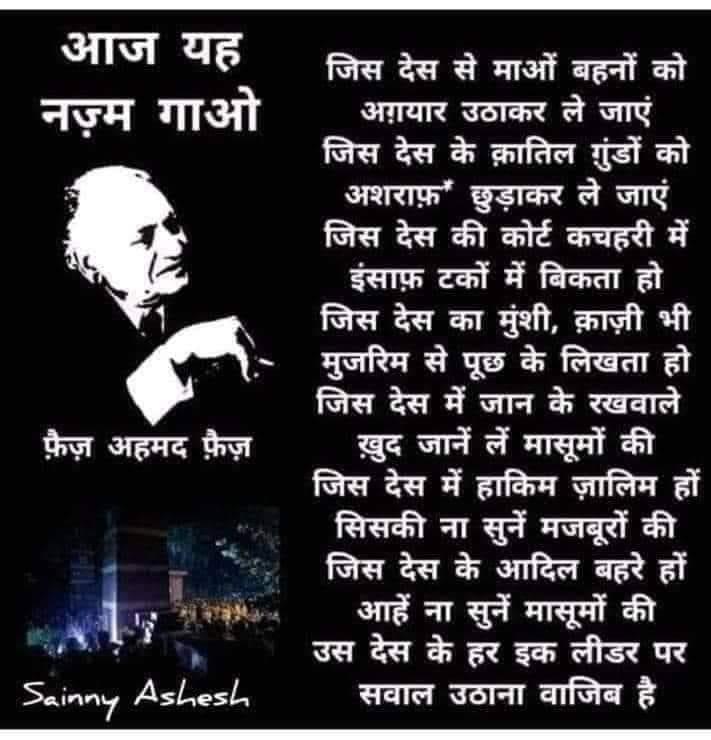 आज यह
नज़्म गाओ
फ़ैज़ अहमद फ़ैज़
Sainny Ashesh
जिस देस से माओं बहनों को
अग़यार उठाकर ले जाएं
जिस देस के क़ातिल ग़ुंडों को
अशराफ़* छुड़ाकर ले जाएं
जिस देस की कोर्ट कचहरी में
इंसाफ़ टकों में बिकता हो
जिस देस का मुंशी, क़ाज़ी भी
मुजरिम से पूछ के लिखता हो
जिस देस में जान के रखवाले
ख़ुद जानें लें मासूमों की
जिस देस में हाकिम ज़ालिम हों
सिसकी ना सुनें मजबूरों की
जिस देस के आदिल बहरे हों
आहें ना सुनें मासूमों की
उस देस के हर इक लीडर पर
सवाल उठाना वाजिब है